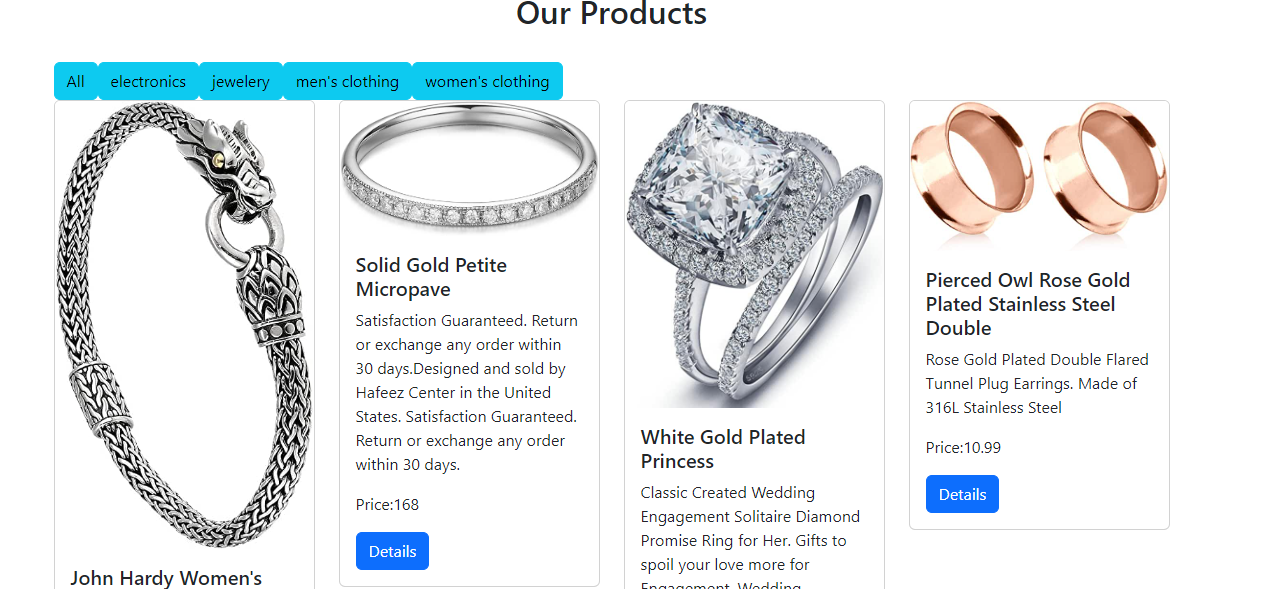 Our Products
All electronics jewelery men's clothing women's clothing
John Hardy Women's
Solid Gold Petite
Micropave
Satisfaction Guaranteed. Return
or exchange any order within
30 days.Designed and sold by
Hafeez Center in the United
States. Satisfaction Guaranteed.
Return or exchange any order
within 30 days.
Price:168
Details
White Gold Plated
Princess
Classic Created Wedding
Engagement Solitaire Diamond
Promise Ring for Her. Gifts to
spoil your love more for
Engagement, Wedding,
Pierced Owl Rose Gold
Plated Stainless Steel
Double
Rose Gold Plated Double Flared
Tunnel Plug Earrings. Made of
316L Stainless Steel
Price:10.99
Details